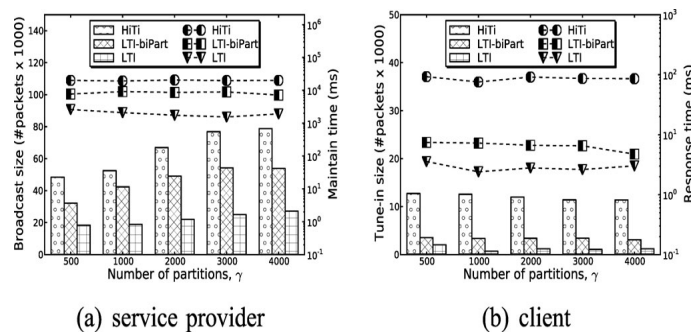 HiTi
LTI-biPart
LTI
HiTi
LTI-biPart
LTI
Broadcast size (#packets x 1000)
140
120
100
80
60
40
20
0
10^6
10^5
10^4
10^3
10^2
10^1
10^0
10^-1
Maintain time (ms)
500 1000 2000 3000 4000
Number of partitions, γ
(a) service provider
HiTi
LTI-biPart
LTI
HiTi
LTI-biPart
LTI
Tune-in size (#packets x 1000)
50
40
30
20
10
0
10^3
10^2
10^1
10^0
10^-1
Response time (ms)
500 1000 2000 3000 4000
Number of partitions, γ
(b) client